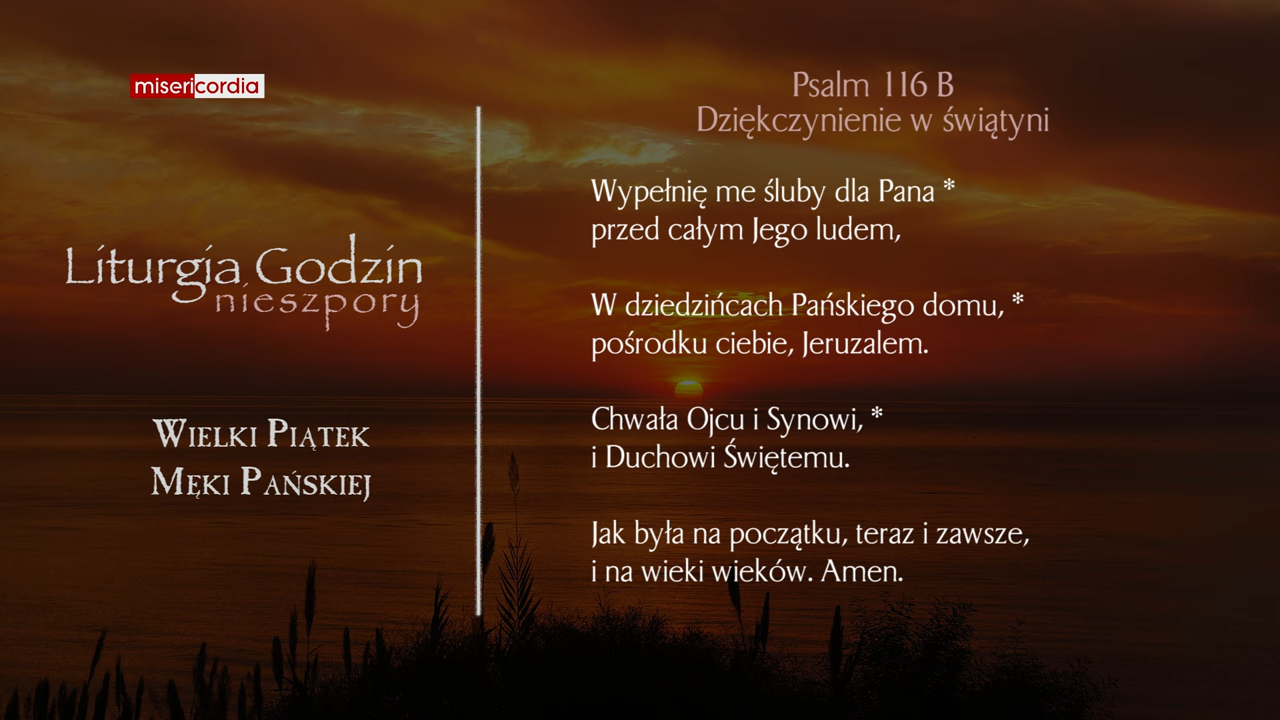 misericordia
Liturgia Godzin
nieszpory
Wielki Piątek
Męki Pańskiej
Psalm 116 B
Dziękczynienie w świątyni
Wypełnię me śluby dla Pana *
przed całym Jego ludem,
W dziedzińcach Pańskiego domu, *
pośrodku ciebie, Jeruzalem.
Chwała Ojcu i Synowi, *
i Duchowi Świętemu.
Jak była na początku, teraz i zawsze,
i na wieki wieków. Amen.